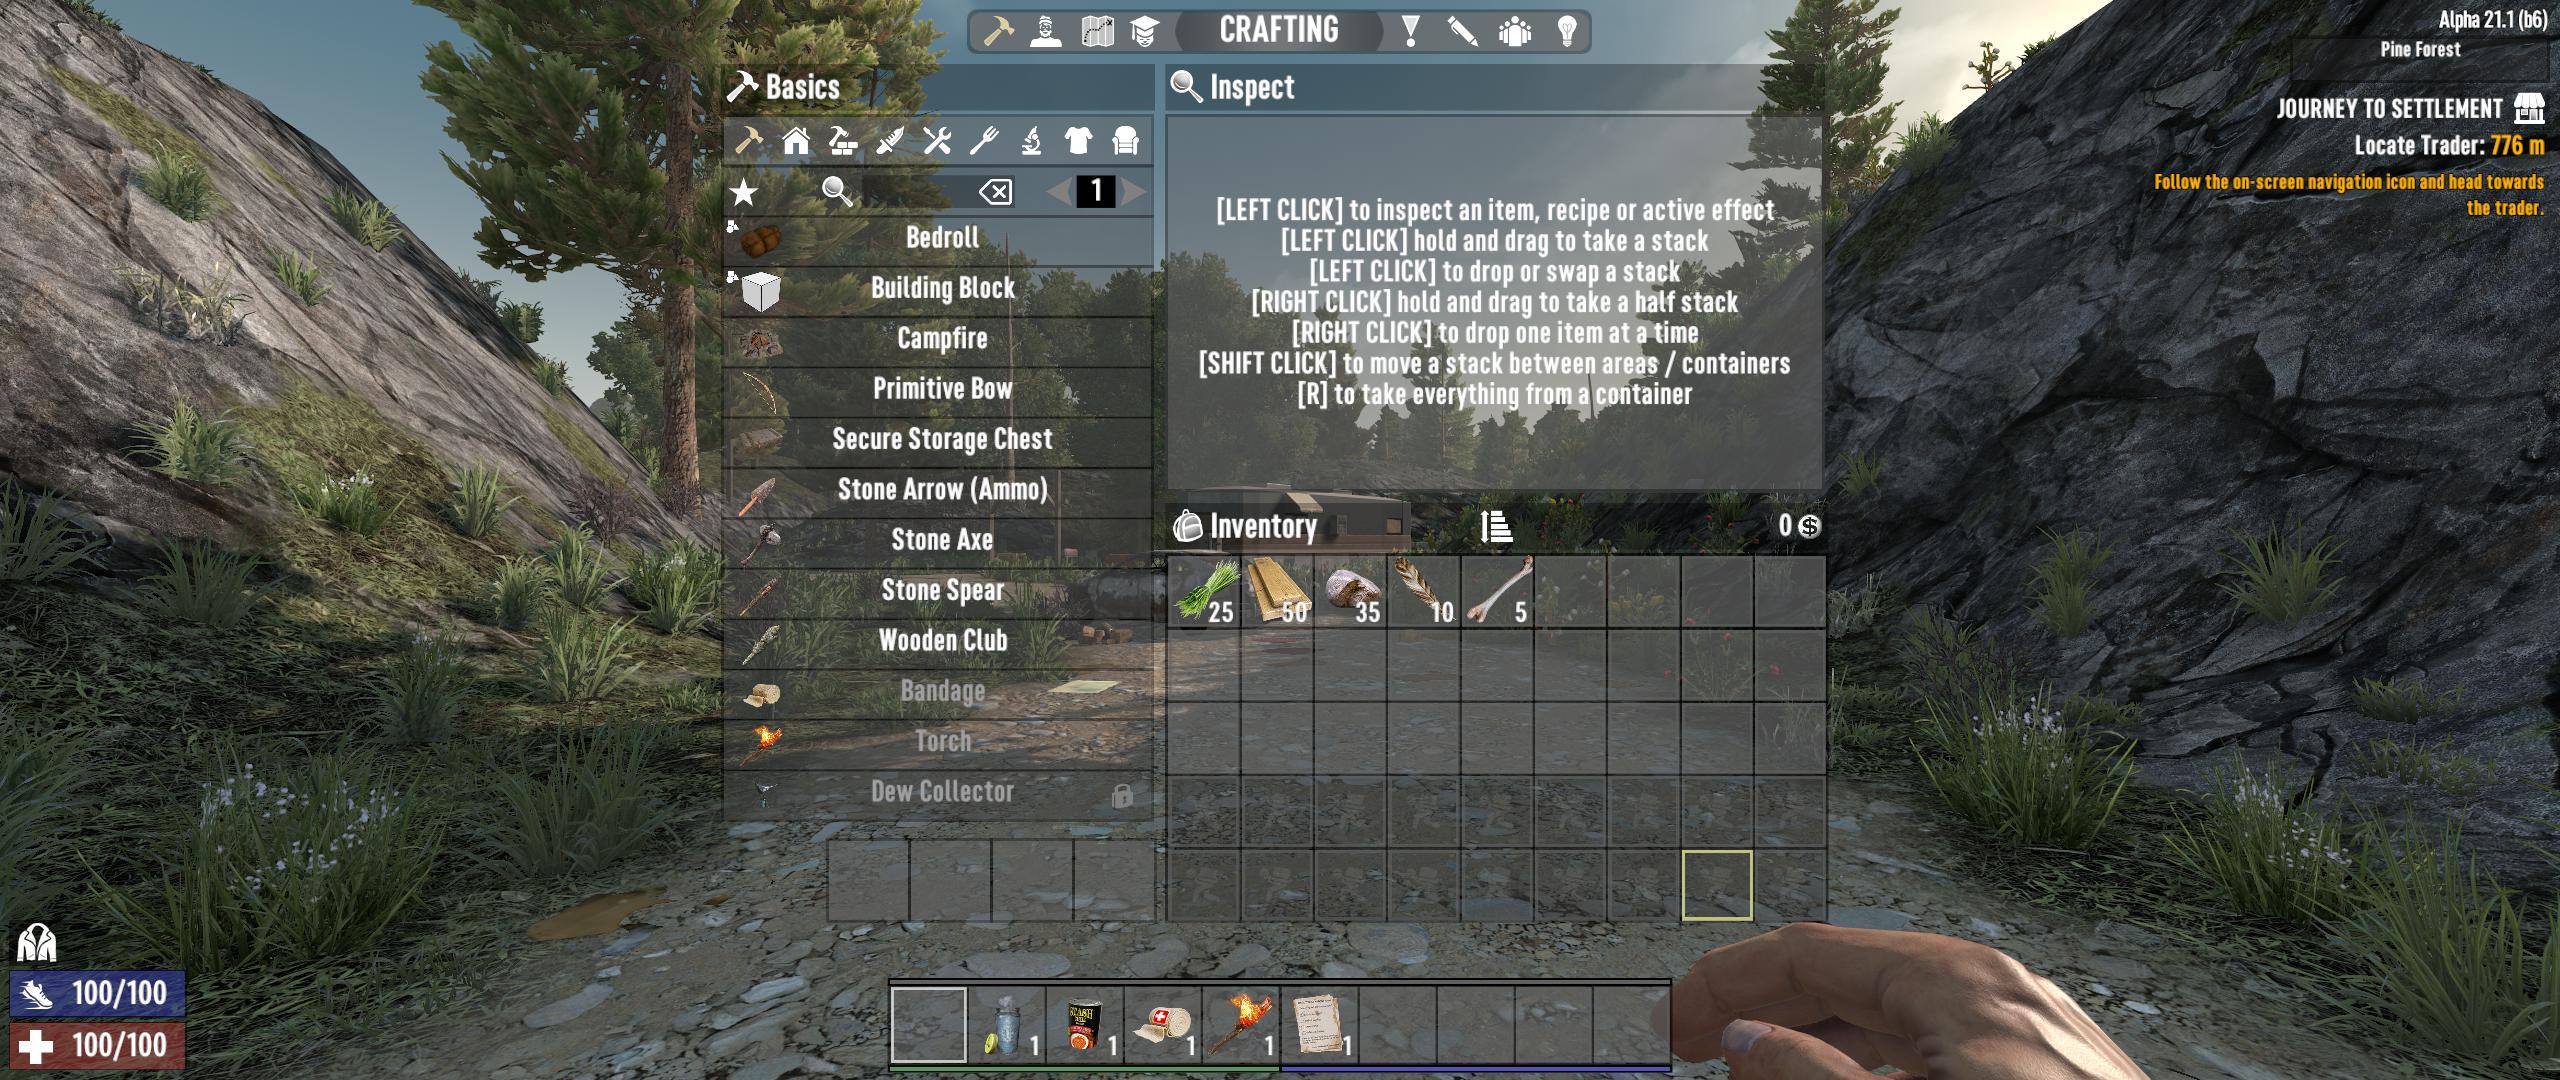 CRAFTING
Alpha 21.1 (b6)
Pine Forest
JOURNEY TO SETTLEMENT
Locate Trader: 776 m
Follow the on-screen navigation icon and head towards
the trader.
Basics
1
Bedroll
Building Block
Campfire
Primitive Bow
Secure Storage Chest
Stone Arrow (Ammo)
Stone Axe
Stone Spear
Wooden Club
Bandage
Torch
Dew Collector
Inspect
[LEFT CLICK] to inspect an item, recipe or active effect
[LEFT CLICK] hold and drag to take a stack
[LEFT CLICK] to drop or swap a stack
[RIGHT CLICK] hold and drag to take a half stack
[RIGHT CLICK] to drop one item at a time
[SHIFT CLICK] to move a stack between areas / containers
[R] to take everything from a container
Inventory
0
25 50 35 10 5
100/100
100/100
1 1 1 1 1